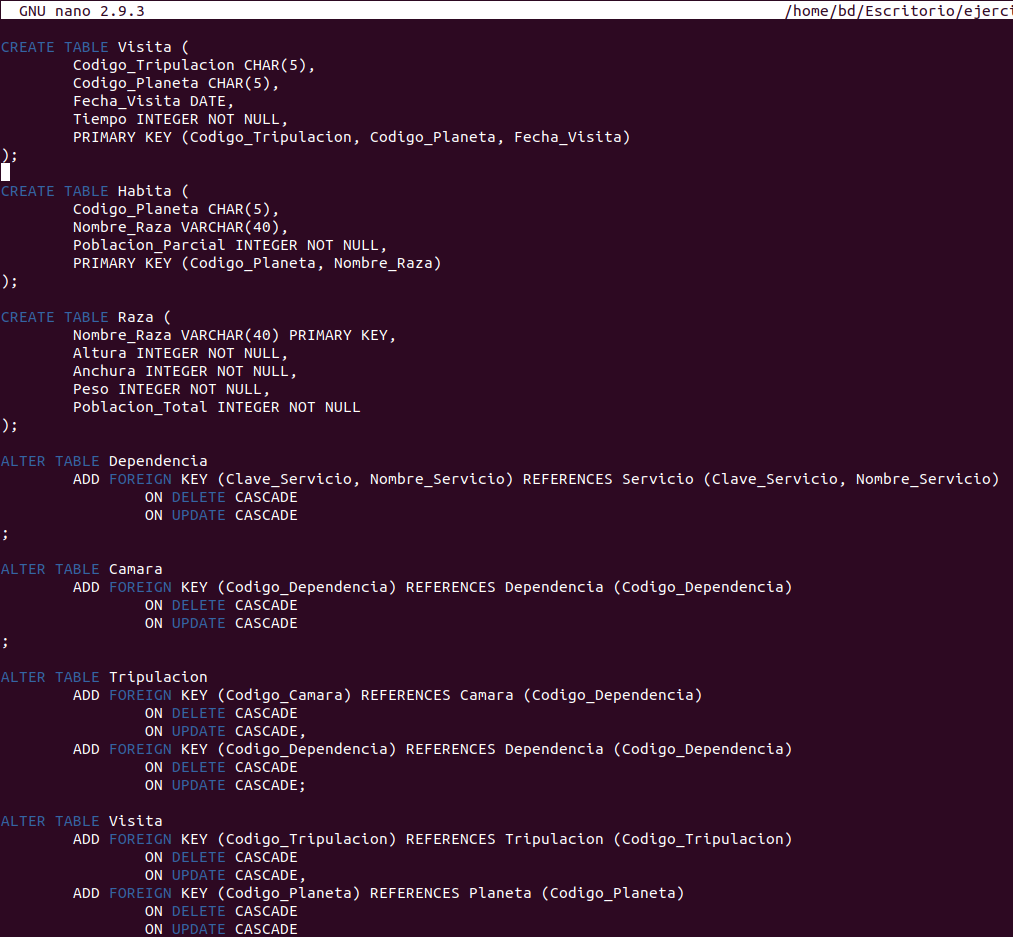 GNU nano 2.9.3 /home/bd/Escritorio/ejerci
CREATE TABLE Visita (
Codigo_Tripulacion CHAR(5),
Codigo_Planeta CHAR(5),
Fecha_Visita DATE,
Tiempo INTEGER NOT NULL,
PRIMARY KEY (Codigo_Tripulacion, Codigo_Planeta, Fecha_Visita)
);
CREATE TABLE Habita (
Codigo_Planeta CHAR(5),
Nombre_Raza VARCHAR(40),
Poblacion_Parcial INTEGER NOT NULL,
PRIMARY KEY (Codigo_Planeta, Nombre_Raza)
);
CREATE TABLE Raza (
Nombre_Raza VARCHAR(40) PRIMARY KEY,
Altura INTEGER NOT NULL,
Anchura INTEGER NOT NULL,
Peso INTEGER NOT NULL,
Poblacion_Total INTEGER NOT NULL
);
ALTER TABLE Dependencia
ADD FOREIGN KEY (Clave_Servicio, Nombre_Servicio) REFERENCES Servicio (Clave_Servicio, Nombre_Servicio)
ON DELETE CASCADE
ON UPDATE CASCADE
;
ALTER TABLE Camara
ADD FOREIGN KEY (Codigo_Dependencia) REFERENCES Dependencia (Codigo_Dependencia)
ON DELETE CASCADE
ON UPDATE CASCADE
;
ALTER TABLE Tripulacion
ADD FOREIGN KEY (Codigo_Camara) REFERENCES Camara (Codigo_Dependencia)
ON DELETE CASCADE
ON UPDATE CASCADE,
ADD FOREIGN KEY (Codigo_Dependencia) REFERENCES Dependencia (Codigo_Dependencia)
ON DELETE CASCADE
ON UPDATE CASCADE;
ALTER TABLE Visita
ADD FOREIGN KEY (Codigo_Tripulacion) REFERENCES Tripulacion (Codigo_Tripulacion)
ON DELETE CASCADE
ON UPDATE CASCADE,
ADD FOREIGN KEY (Codigo_Planeta) REFERENCES Planeta (Codigo_Planeta)
ON DELETE CASCADE
ON UPDATE CASCADE